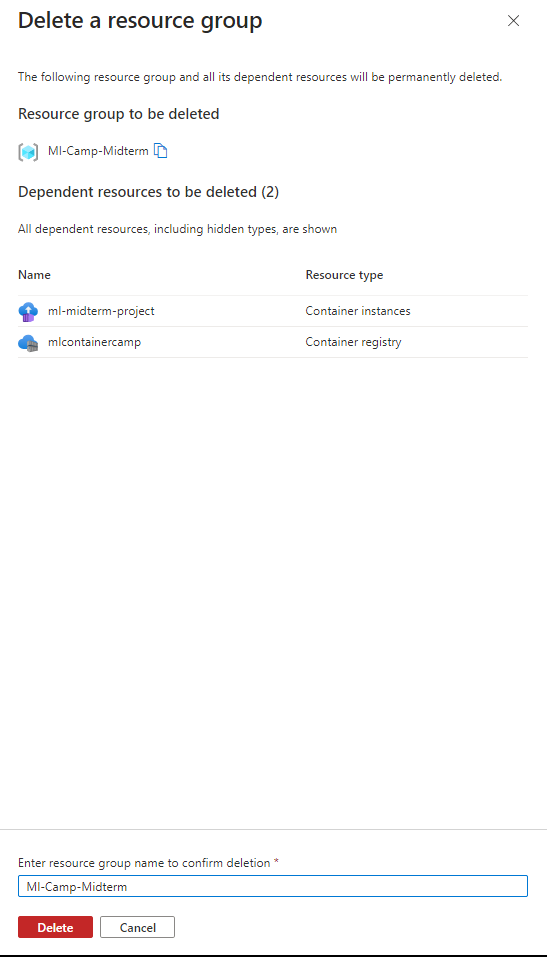 Delete a resource group
The following resource group and all its dependent resources will be permanently deleted.
Resource group to be deleted
Ml-Camp-Midterm
Dependent resources to be deleted (2)
All dependent resources, including hidden types, are shown
Name Resource type
ml-midterm-project Container instances
mlcontainercamp Container registry
Enter resource group name to confirm deletion *
Ml-Camp-Midterm
Delete Cancel